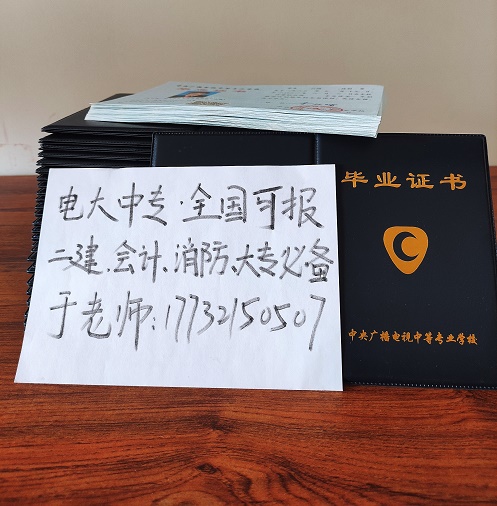 毕业证书
电大中专·全国可报
二建、会计、消防、大专必备
于老师:17732150507
中央广播电视中等专业学校